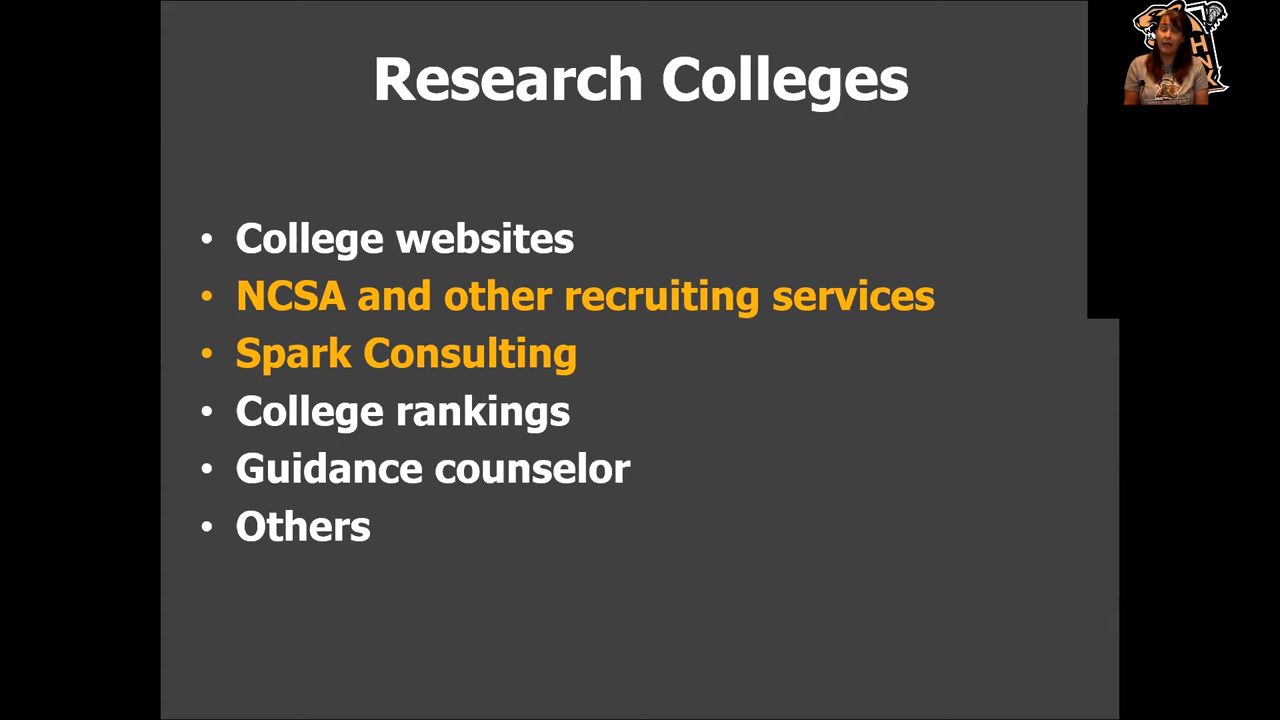 Research Colleges
• College websites
• NCSA and other recruiting services
• Spark Consulting
• College rankings
• Guidance counselor
• Others